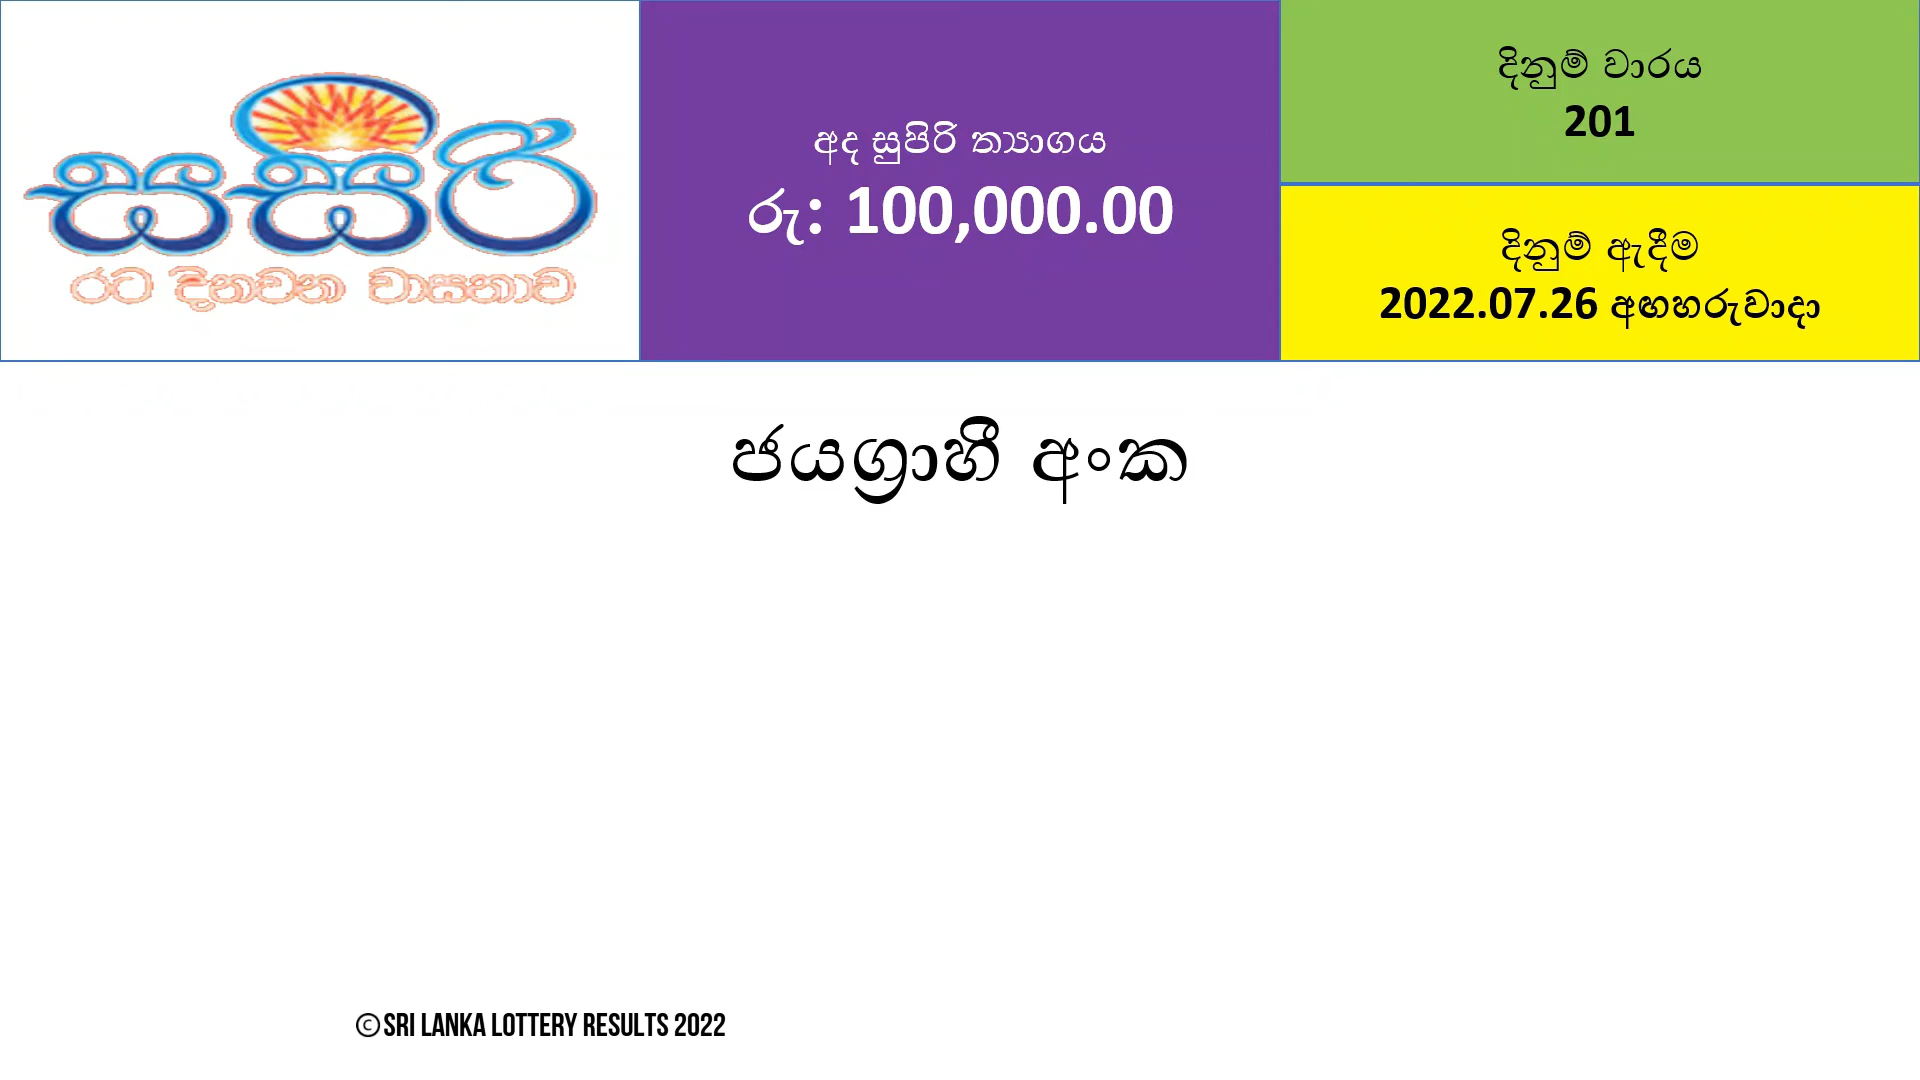 සසිරි
රට දිනවන වාසනාව
අද සුපිරි ත්‍යාගය
රු: 100,000.00
දිනුම් වාරය
201
දිනුම් ඇදීම
2022.07.26 අඟහරුවාදා
ජයග්‍රාහී අංක
©SRI LANKA LOTTERY RESULTS 2022